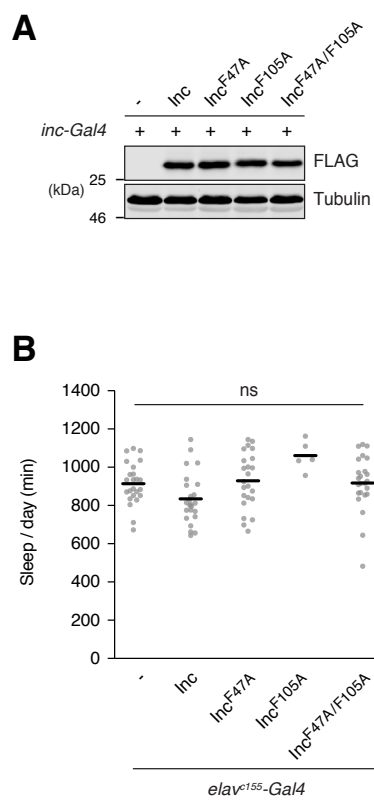 A
- Inc IncF47A IncF105A IncF47A/F105A
inc-Gal4 + + + + +
FLAG
25
(kDa)
Tubulin
46
B
ns
1400
1200
1000
800
600
400
200
0
Sleep / day (min)
- Inc IncF47A IncF105A IncF47A/F105A
elavc155-Gal4